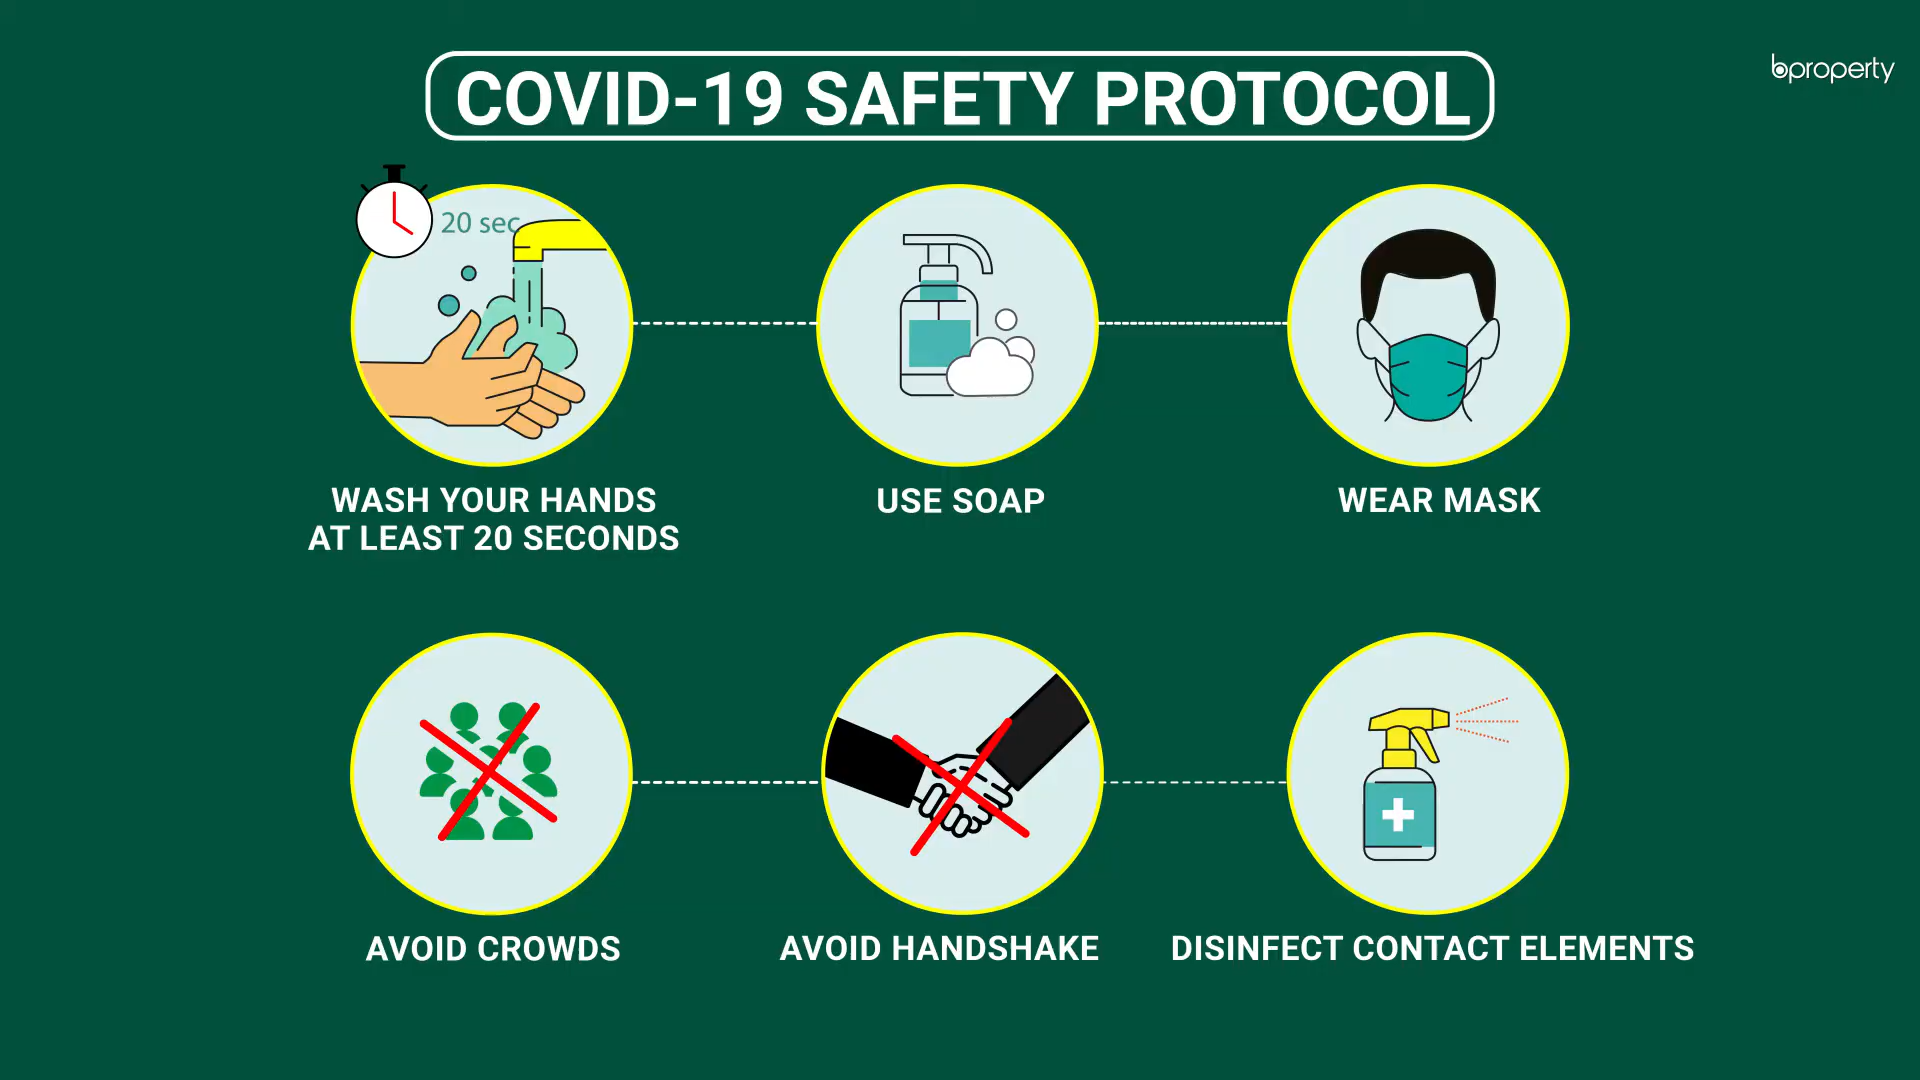 COVID-19 SAFETY PROTOCOL
bproperty
20 sec
WASH YOUR HANDS
AT LEAST 20 SECONDS
USE SOAP
WEAR MASK
AVOID CROWDS
AVOID HANDSHAKE
DISINFECT CONTACT ELEMENTS